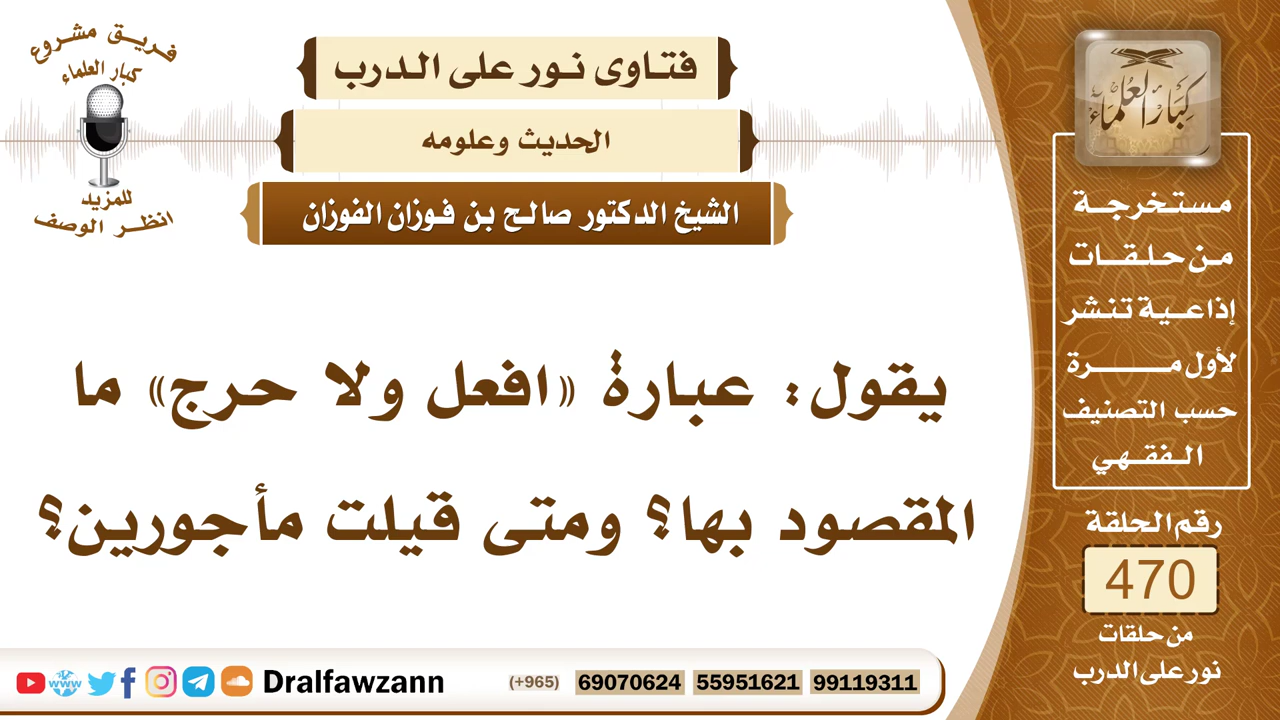 فريق مشروع
كبار العلماء
للمزيد
انظر الوصف
فتاوى نور على الدرب
الحديث وعلومه
الشيخ الدكتور صالح بن فوزان الفوزان
يقول: عبارةُ «افعل ولا حرج» ما
المقصود بها؟ ومتى قيلت مأجورين؟
كبار العلماء
مستخرجة
من حلقات
إذاعية تنشر
لأول مرة
حسب التصنيف
الفقهي
رقم الحلقة
470
من حلقات
نور على الدرب
www
Dralfawzann
(+965) 69070624 55951621 99119311